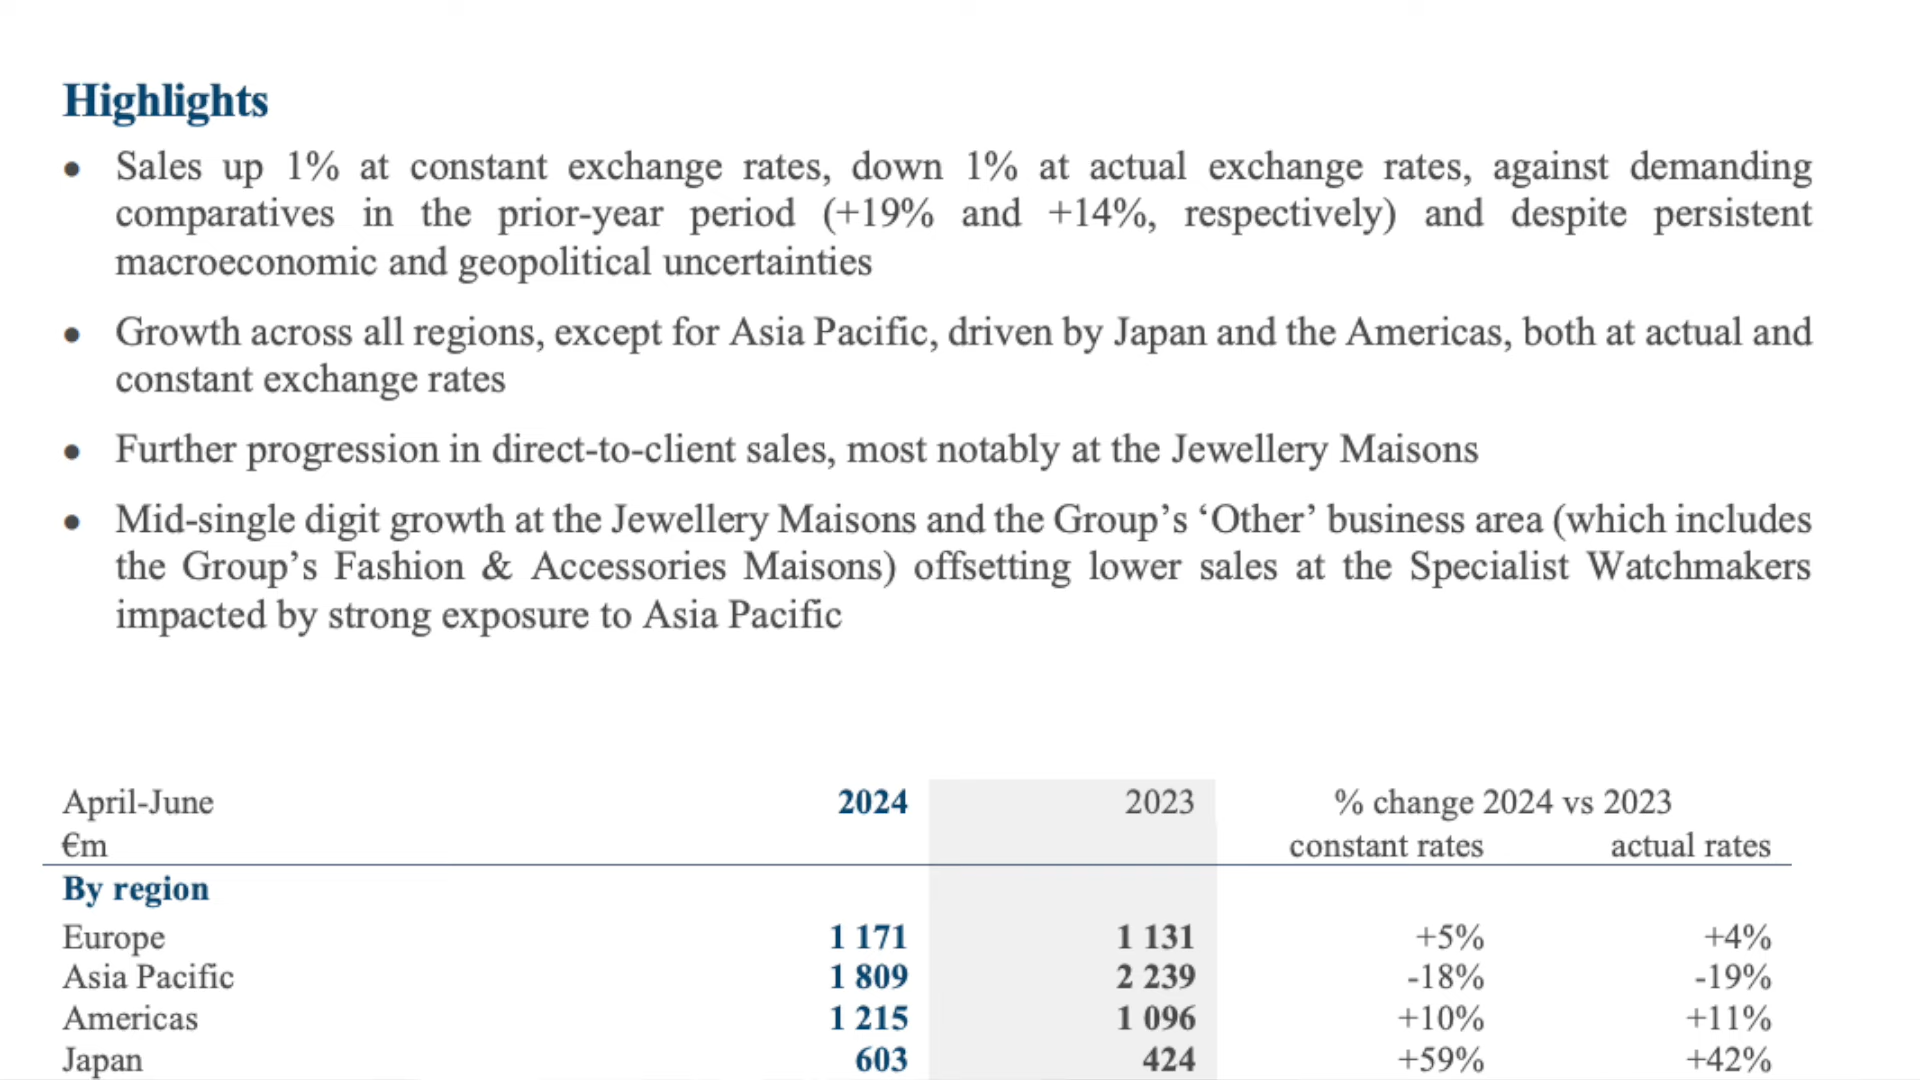 Highlights
● Sales up 1% at constant exchange rates, down 1% at actual exchange rates, against demanding
comparatives in the prior-year period (+19% and +14%, respectively) and despite persistent
macroeconomic and geopolitical uncertainties
● Growth across all regions, except for Asia Pacific, driven by Japan and the Americas, both at actual and
constant exchange rates
● Further progression in direct-to-client sales, most notably at the Jewellery Maisons
● Mid-single digit growth at the Jewellery Maisons and the Group’s ‘Other’ business area (which includes
the Group’s Fashion & Accessories Maisons) offsetting lower sales at the Specialist Watchmakers
impacted by strong exposure to Asia Pacific
April-June 2024 2023 % change 2024 vs 2023
€m constant rates actual rates
By region
Europe 1 171 1 131 +5% +4%
Asia Pacific 1 809 2 239 -18% -19%
Americas 1 215 1 096 +10% +11%
Japan 603 424 +59% +42%